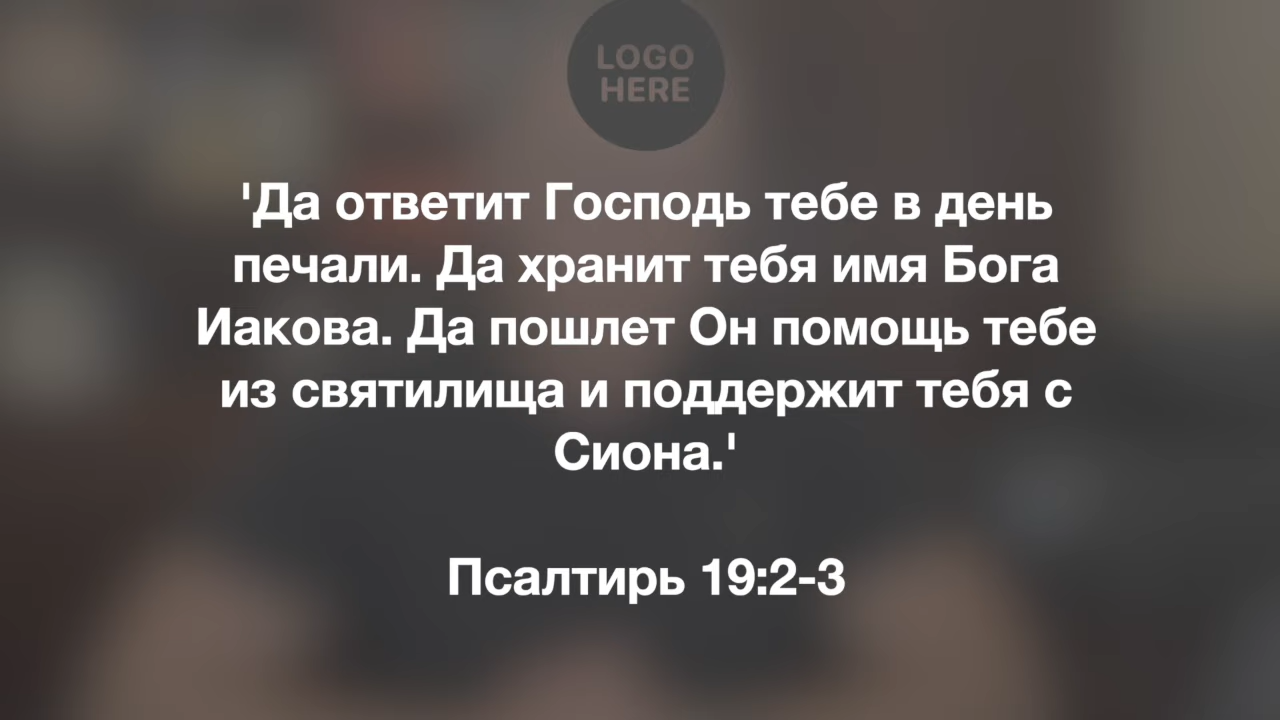 LOGO
HERE
'Да ответит Господь тебе в день
печали. Да хранит тебя имя Бога
Иакова. Да пошлет Он помощь тебе
из святилища и поддержит тебя с
Сиона.'
Псалтирь 19:2-3